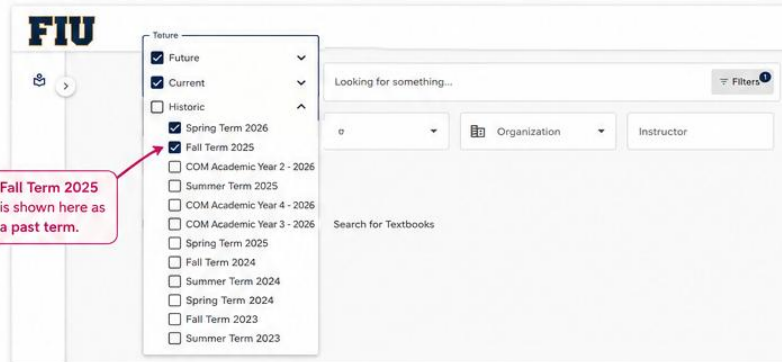 FIU
Teture
Future
Current
Looking for something...
Filters
1
Historic
Spring Term 2026
σ
Organization
Instructor
Fall Term 2025
COM Academic Year 2 - 2026
Fall Term 2025
is shown here as
a past term.
Summer Term 2025
COM Academic Year 4 - 2026
COM Academic Year 3 - 2026
Search for Textbooks
Spring Term 2025
Fall Term 2024
Summer Term 2024
Spring Term 2024
Fall Term 2023
Summer Term 2023